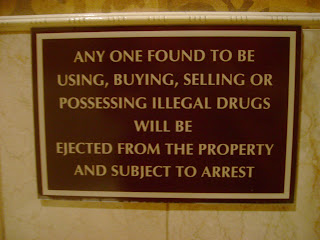 ANY ONE FOUND TO BE
USING, BUYING, SELLING OR
POSSESSING ILLEGAL DRUGS
WILL BE
EJECTED FROM THE PROPERTY
AND SUBJECT TO ARREST